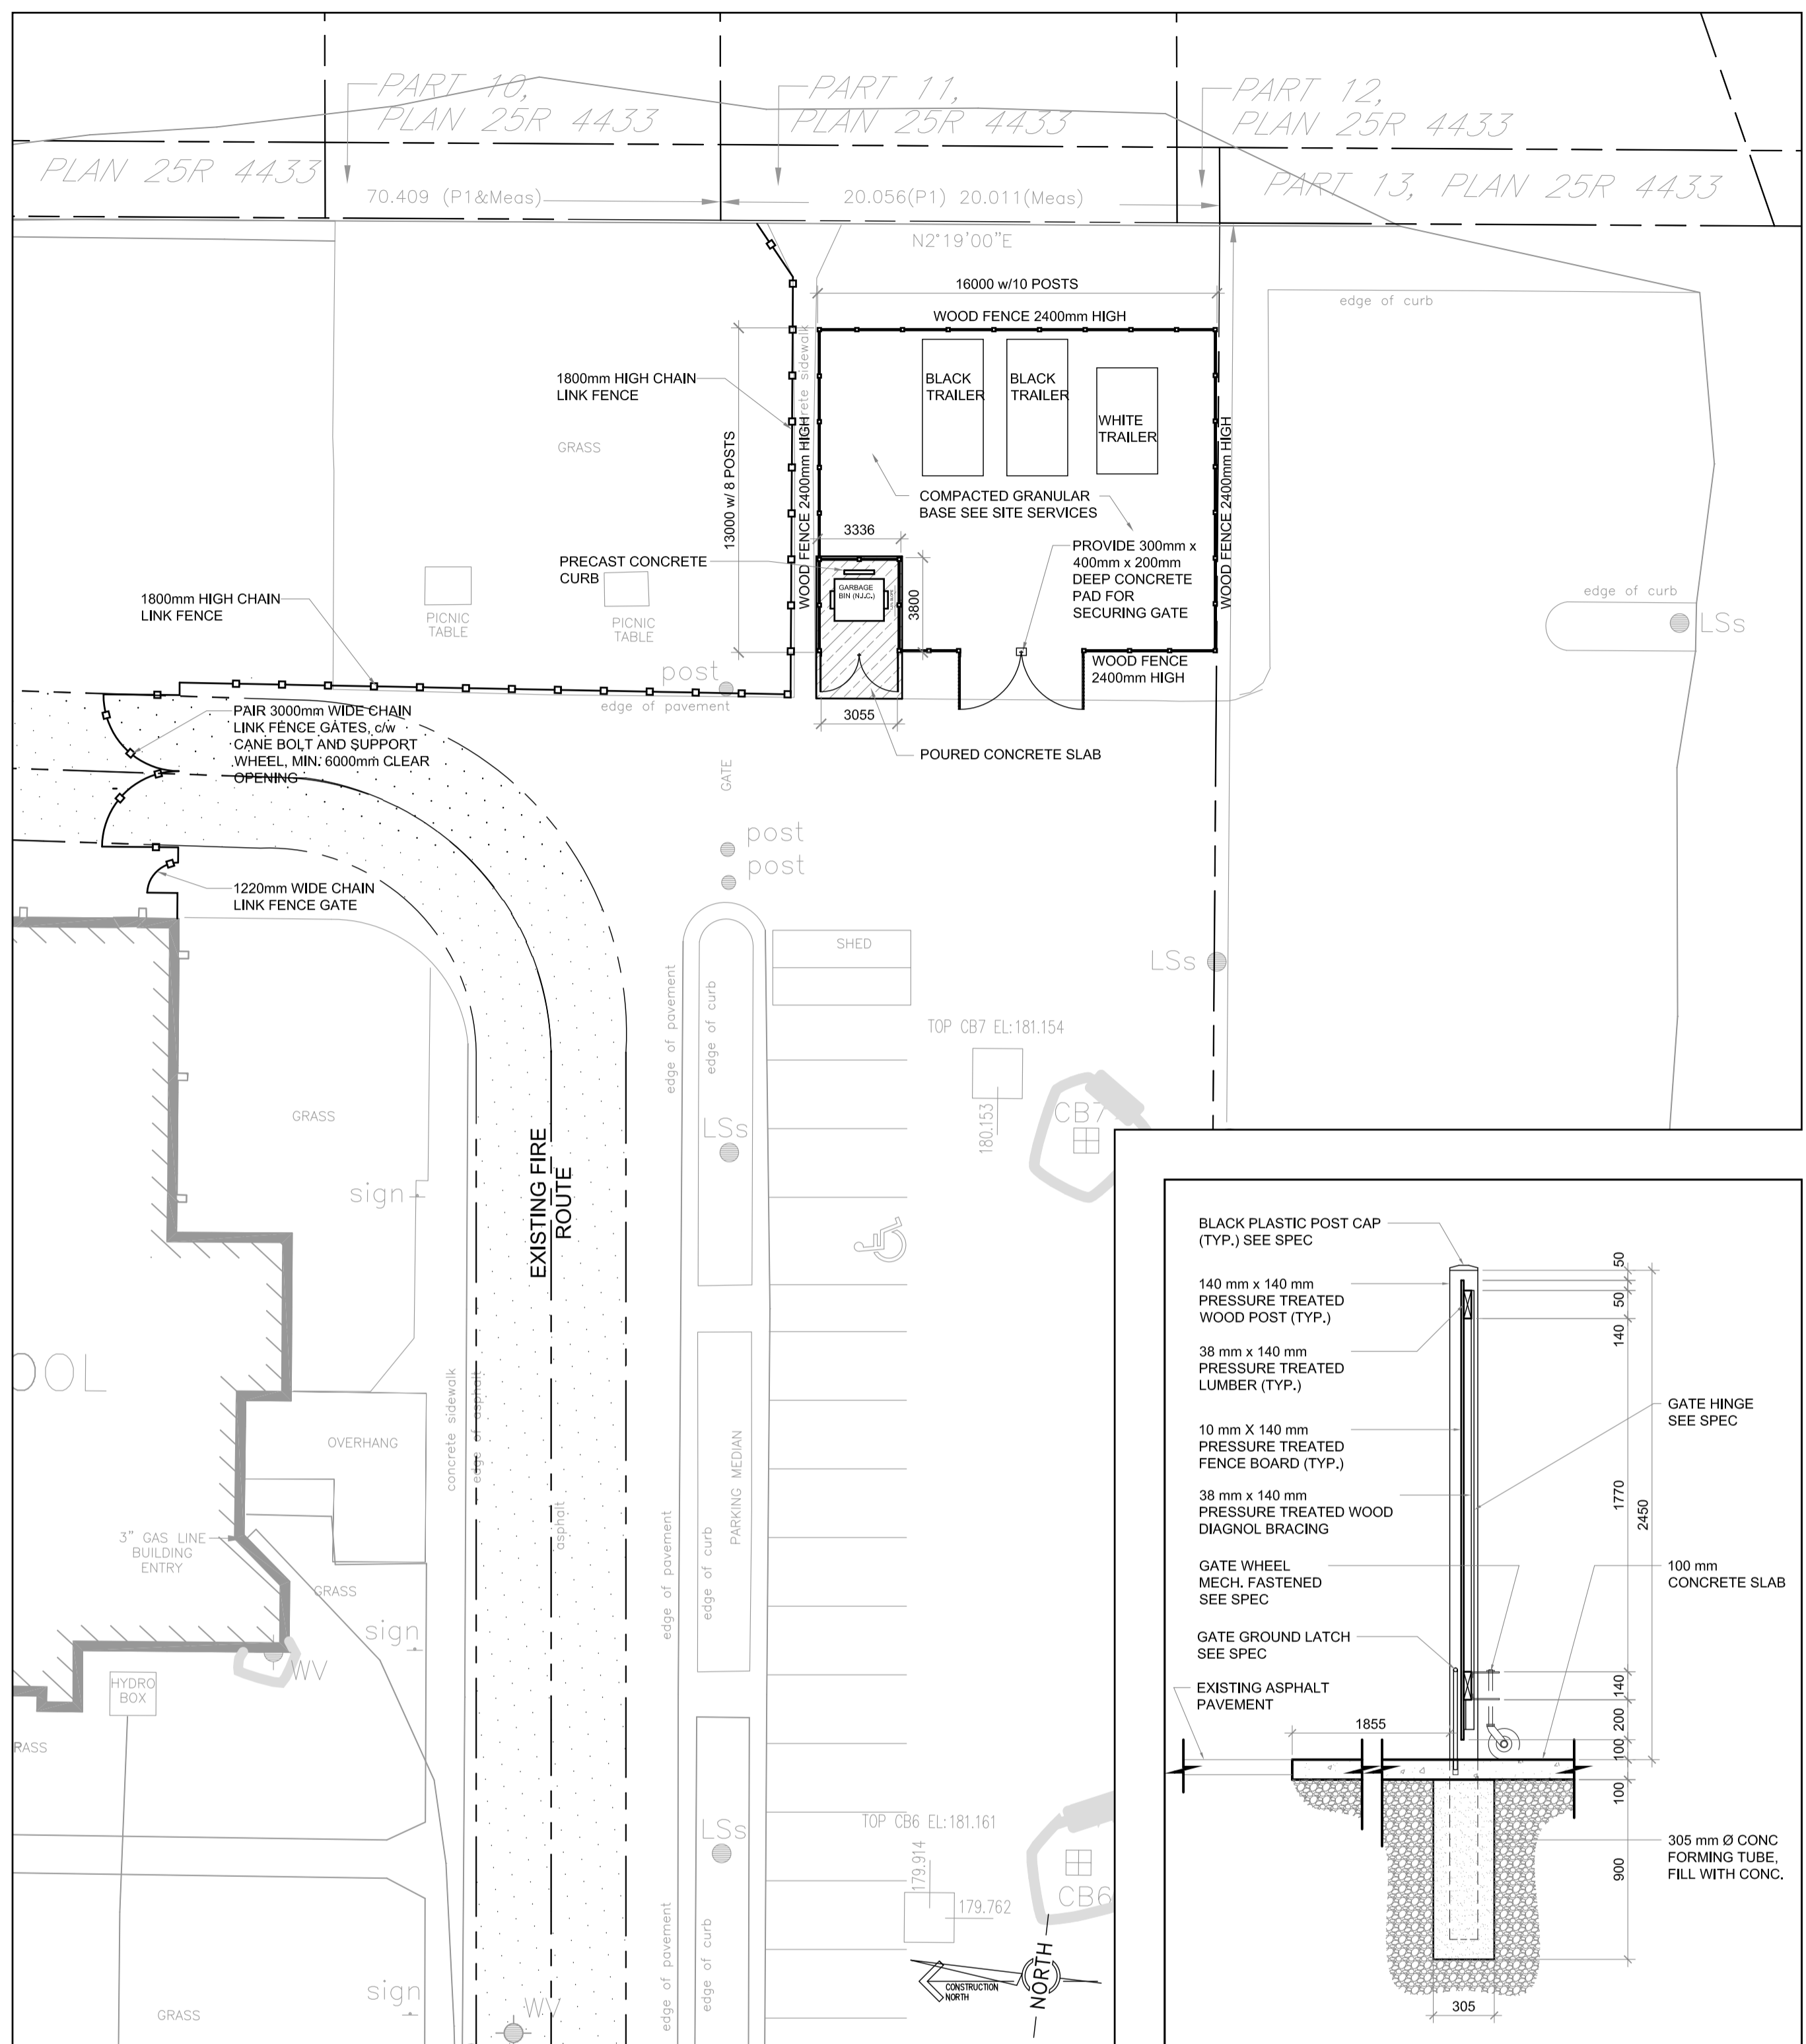 PART 10,
PLAN 25R 4433
PART 11,
PLAN 25R 4433
PART 12,
PLAN 25R 4433
PLAN 25R 4433
PART 13, PLAN 25R 4433
70.409 (P1&Meas)
20.056(P1) 20.011(Meas)
N2°19'00"E
16000 w/10 POSTS
WOOD FENCE 2400mm HIGH
edge of curb
1800mm HIGH CHAIN
LINK FENCE
GRASS
13000 w/ 8 POSTS
WOOD FENCE 2400mm HIGH
BLACK
TRAILER
BLACK
TRAILER
WHITE
TRAILER
WOOD FENCE 2400mm HIGH
COMPACTED GRANULAR
BASE SEE SITE SERVICES
3336
PRECAST CONCRETE
CURB
PROVIDE 300mm x
400mm x 200mm
DEEP CONCRETE
PAD FOR
SECURING GATE
GARBAGE
BIN (N.I.C.)
3800
1800mm HIGH CHAIN
LINK FENCE
PICNIC
TABLE
PICNIC
TABLE
edge of curb
LSs
WOOD FENCE
2400mm HIGH
post
edge of pavement
3055
POURED CONCRETE SLAB
PAIR 3000mm WIDE CHAIN
LINK FENCE GATES, c/w
CANE BOLT AND SUPPORT
WHEEL, MIN. 6000mm CLEAR
OPENING
GATE
post
post
1220mm WIDE CHAIN
LINK FENCE GATE
SHED
LSs
edge of pavement
edge of curb
TOP CB7 EL:181.154
180.153
CB7
GRASS
LSs
sign
EXISTING FIRE
ROUTE
OOL
OVERHANG
concrete sidewalk
edge of asphalt
asphalt
PARKING MEDIAN
edge of pavement
edge of curb
3" GAS LINE
BUILDING
ENTRY
GRASS
sign
WV
HYDRO
BOX
RASS
LSs
TOP CB6 EL:181.161
179.914
179.762
CB6
edge of pavement
edge of curb
sign
WV
GRASS
CONSTRUCTION
NORTH
NORTH
BLACK PLASTIC POST CAP
(TYP.) SEE SPEC
140 mm x 140 mm
PRESSURE TREATED
WOOD POST (TYP.)
38 mm x 140 mm
PRESSURE TREATED
LUMBER (TYP.)
10 mm X 140 mm
PRESSURE TREATED
FENCE BOARD (TYP.)
38 mm x 140 mm
PRESSURE TREATED WOOD
DIAGNOL BRACING
GATE WHEEL
MECH. FASTENED
SEE SPEC
GATE GROUND LATCH
SEE SPEC
EXISTING ASPHALT
PAVEMENT
1855
50
50
140
1770
2450
140
200
100
100
900
GATE HINGE
SEE SPEC
100 mm
CONCRETE SLAB
305 mm Ø CONC
FORMING TUBE,
FILL WITH CONC.
305